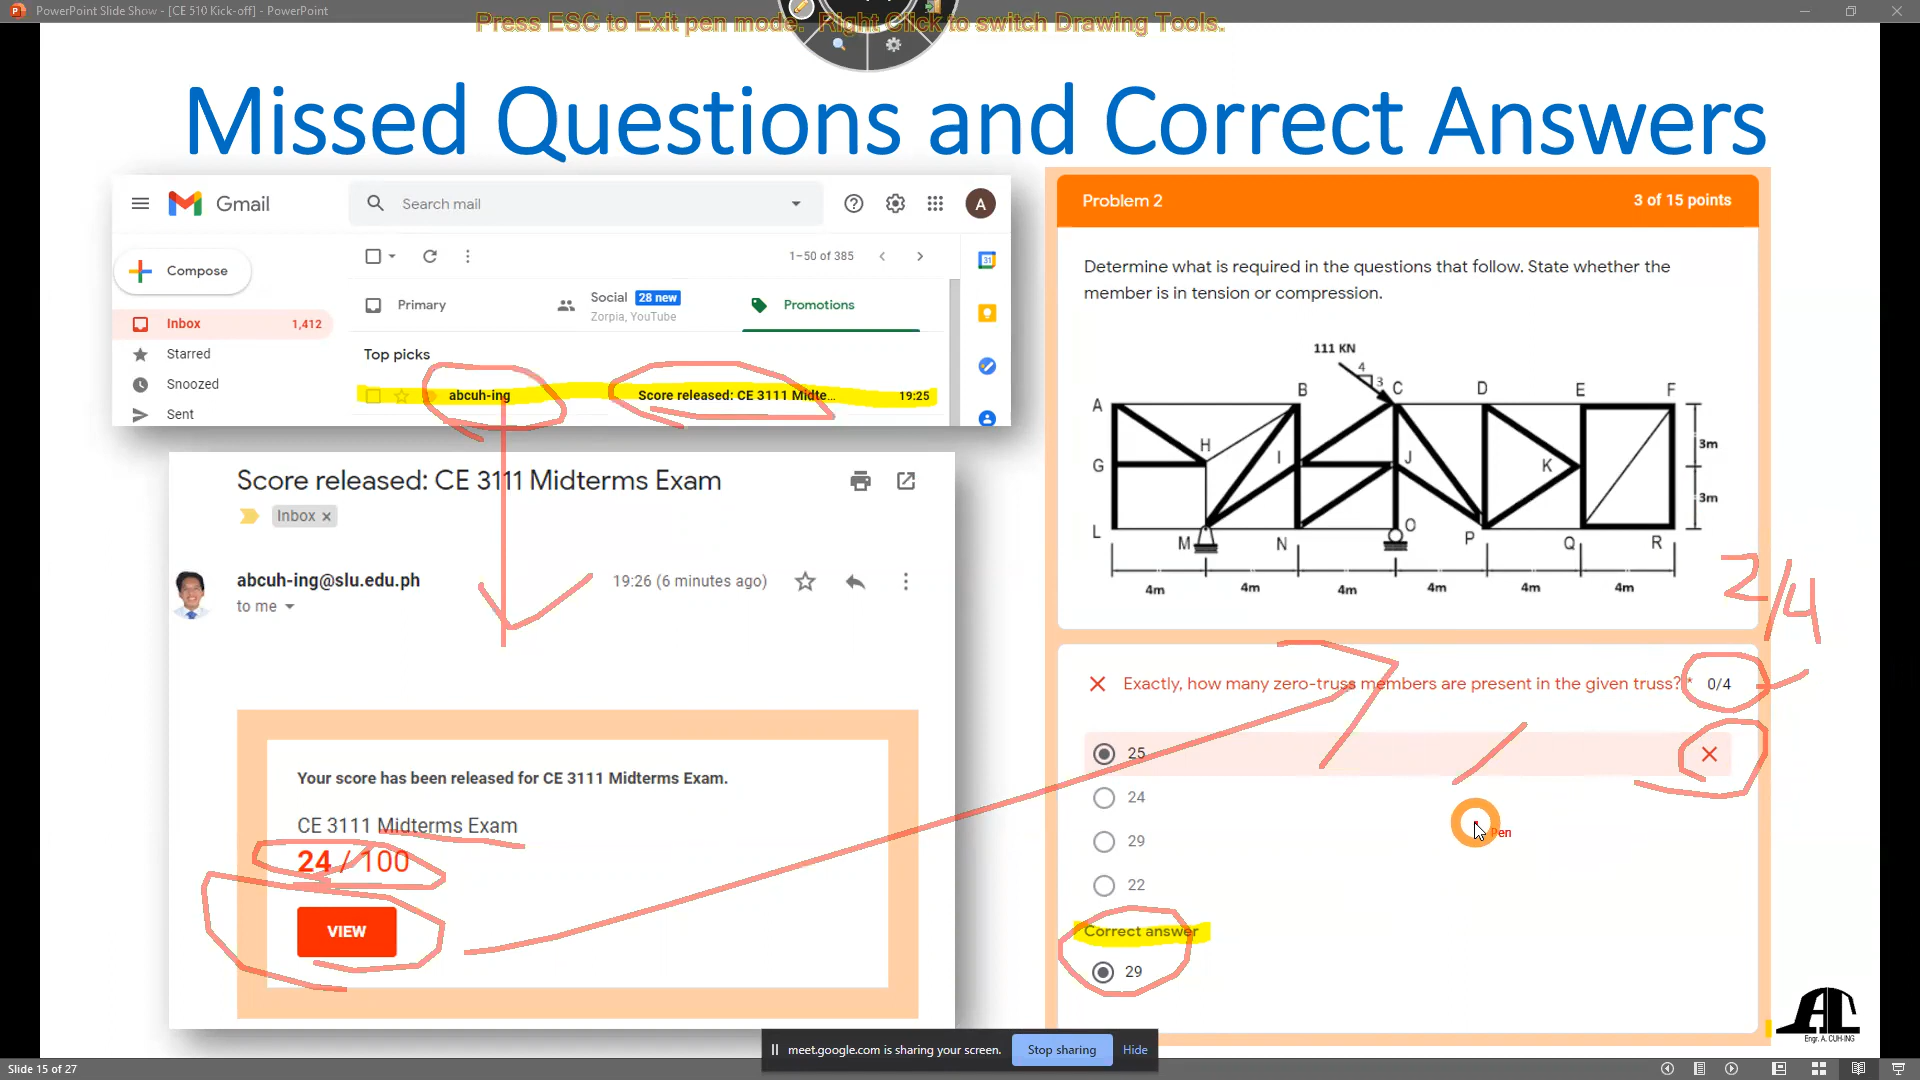 PowerPoint Slide Show - [CE 510 Kick-off] - PowerPoint
Press ESC to Exit pen mode. Right Click to switch Drawing Tools.
Missed Questions and Correct Answers
Gmail
Search mail
A
Compose
1–50 of 385
31
Primary
Social 28 new
Zorpia, YouTube
Promotions
Inbox 1,412
Starred
Snoozed
Sent
Top picks
abcuh-ing Score released: CE 3111 Midte... 19:25
Score released: CE 3111 Midterms Exam
Inbox ×
abcuh-ing@slu.edu.ph 19:26 (6 minutes ago)
to me
Your score has been released for CE 3111 Midterms Exam.
CE 3111 Midterms Exam
24 / 100
VIEW
Problem 2 3 of 15 points
Determine what is required in the questions that follow. State whether the
member is in tension or compression.
111 KN
4
3
A B C D E F
H
G I J K
3m
3m
L M N O P Q R
4m 4m 4m 4m 4m 4m
2/4
Exactly, how many zero-truss members are present in the given truss? * 0/4
25
24
29
22
Pen
Correct answer
29
Engr. A. CUH-ING
meet.google.com is sharing your screen. Stop sharing Hide
Slide 15 of 27